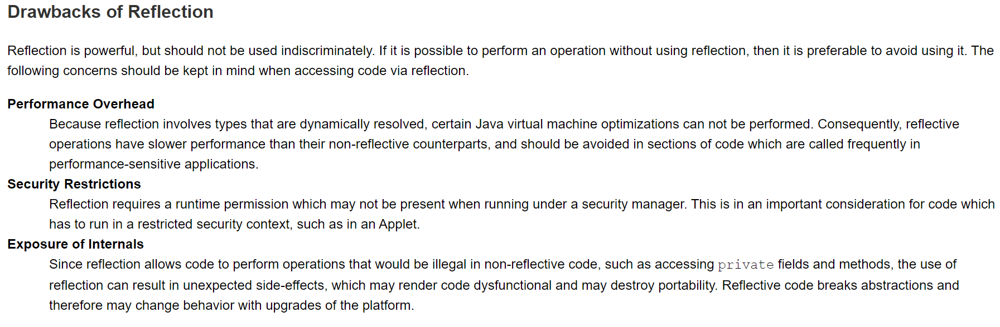 Drawbacks of Reflection
Reflection is powerful, but should not be used indiscriminately. If it is possible to perform an operation without using reflection, then it is preferable to avoid using it. The
following concerns should be kept in mind when accessing code via reflection.
Performance Overhead
Because reflection involves types that are dynamically resolved, certain Java virtual machine optimizations can not be performed. Consequently, reflective
operations have slower performance than their non-reflective counterparts, and should be avoided in sections of code which are called frequently in
performance-sensitive applications.
Security Restrictions
Reflection requires a runtime permission which may not be present when running under a security manager. This is in an important consideration for code which
has to run in a restricted security context, such as in an Applet.
Exposure of Internals
Since reflection allows code to perform operations that would be illegal in non-reflective code, such as accessing private fields and methods, the use of
reflection can result in unexpected side-effects, which may render code dysfunctional and may destroy portability. Reflective code breaks abstractions and
therefore may change behavior with upgrades of the platform.